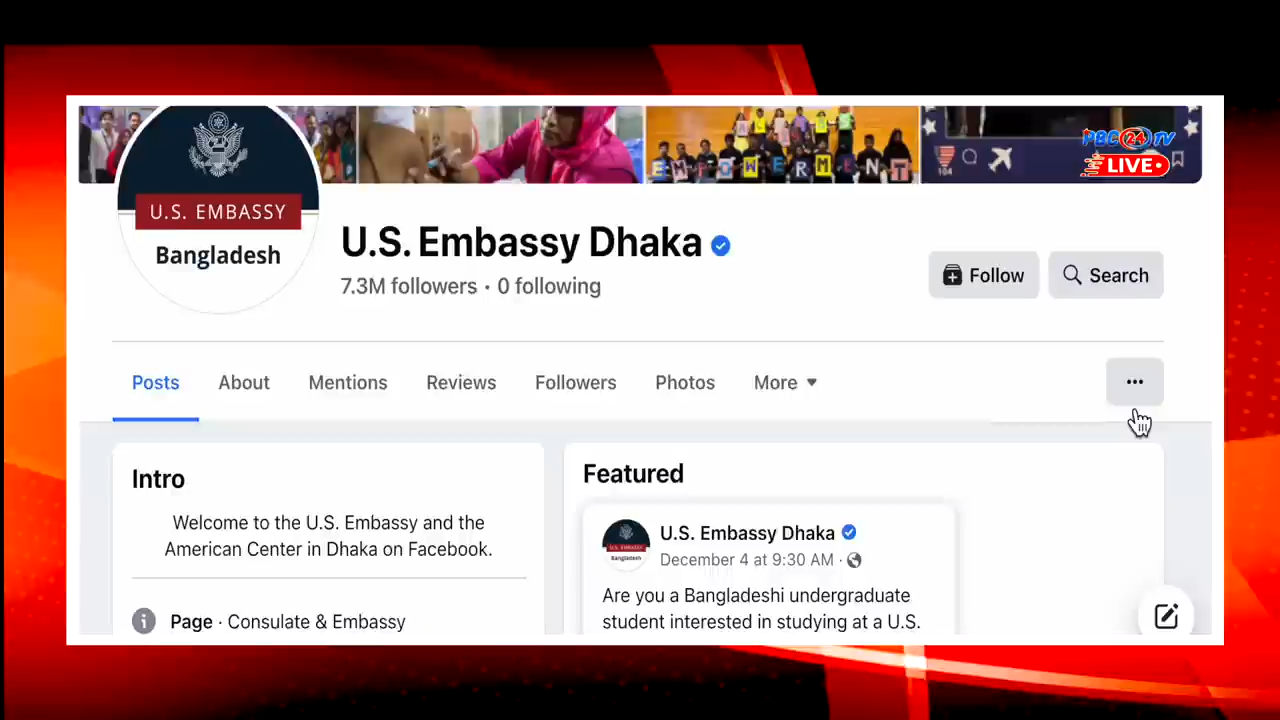 PBC 24 TV
LIVE
EMPOWERMENT
104
U.S. EMBASSY
Bangladesh
U.S. Embassy Dhaka
7.3M followers · 0 following
Follow
Search
Posts
About
Mentions
Reviews
Followers
Photos
More
Intro
Welcome to the U.S. Embassy and the
American Center in Dhaka on Facebook.
Page · Consulate & Embassy
Featured
U.S. EMBASSY
Bangladesh
U.S. Embassy Dhaka
December 4 at 9:30 AM ·
Are you a Bangladeshi undergraduate
student interested in studying at a U.S.